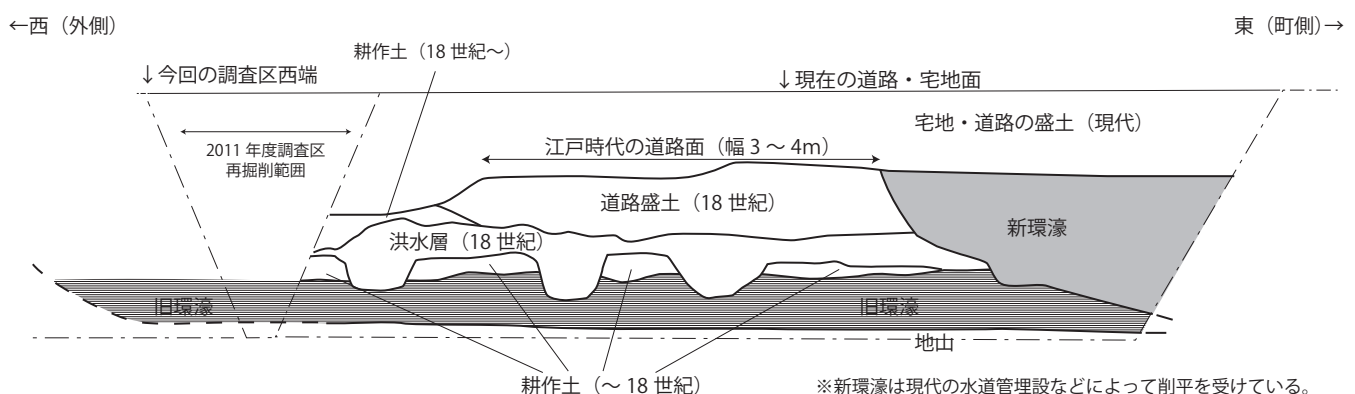 ←西（外側）
東（町側）→
耕作土（18 世紀～）
↓今回の調査区西端
↓現在の道路・宅地面
宅地・道路の盛土（現代）
2011 年度調査区
再掘削範囲
江戸時代の道路面（幅 3 ～ 4m）
道路盛土（18 世紀）
新環濠
洪水層（18 世紀）
旧環濠
旧環濠
地山
耕作土（～ 18 世紀）
※新環濠は現代の水道管埋設などによって削平を受けている。